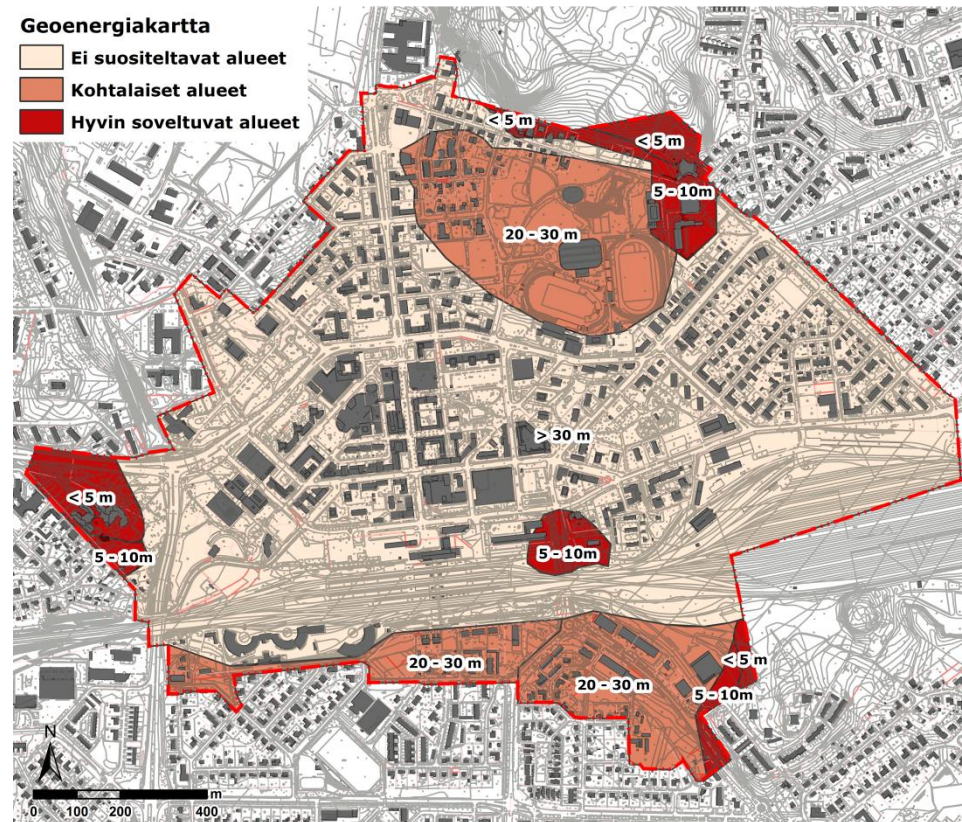 Geoenergiakartta
Ei suositeltavat alueet
Kohtalaiset alueet
Hyvin soveltuvat alueet
< 5 m
< 5 m
5 - 10m
20 - 30 m
> 30 m
< 5 m
5 - 10m
5 - 10m
20 - 30 m
20 - 30 m
< 5 m
5 - 10m
N
m
0 100 200 400